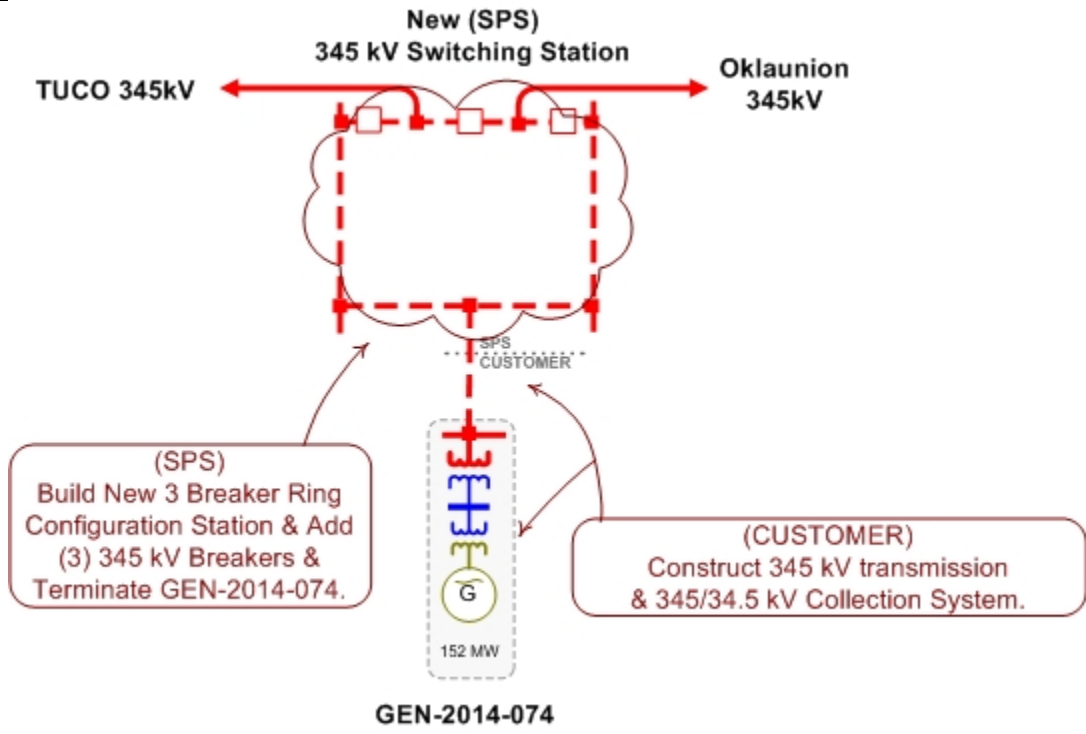 New (SPS)
345 kV Switching Station
TUCO 345kV
Oklaunion
345kV
SPS
CUSTOMER
(SPS)
Build New 3 Breaker Ring
Configuration Station & Add
(3) 345 kV Breakers &
Terminate GEN-2014-074.
(CUSTOMER)
Construct 345 kV transmission
& 345/34.5 kV Collection System.
G
152 MW
GEN-2014-074